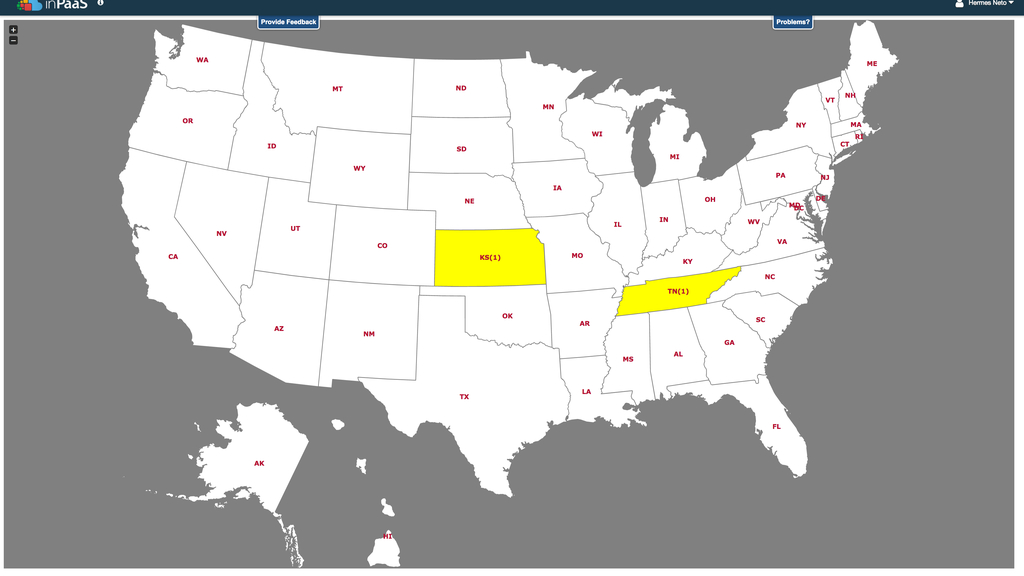 inPaaS
Hermes Neto
Provide Feedback
Problems?
WA
MT
ND
MN
ME
VT
NH
OR
ID
SD
WI
NY
MA
RI
CT
WY
MI
PA
NJ
NE
IA
OH
DE
MD
DC
NV
UT
CO
KS(1)
IL
IN
WV
VA
CA
MO
KY
NC
TN(1)
AZ
NM
OK
AR
SC
MS
AL
GA
TX
LA
FL
AK
HI